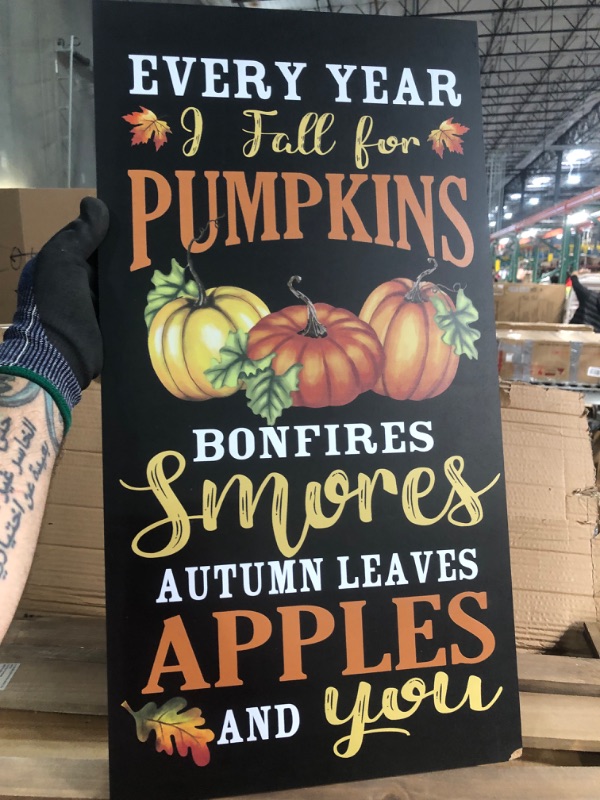 EVERY YEAR
I Fall for
PUMPKINS
BONFIRES
Smores
AUTUMN LEAVES
APPLES
AND you